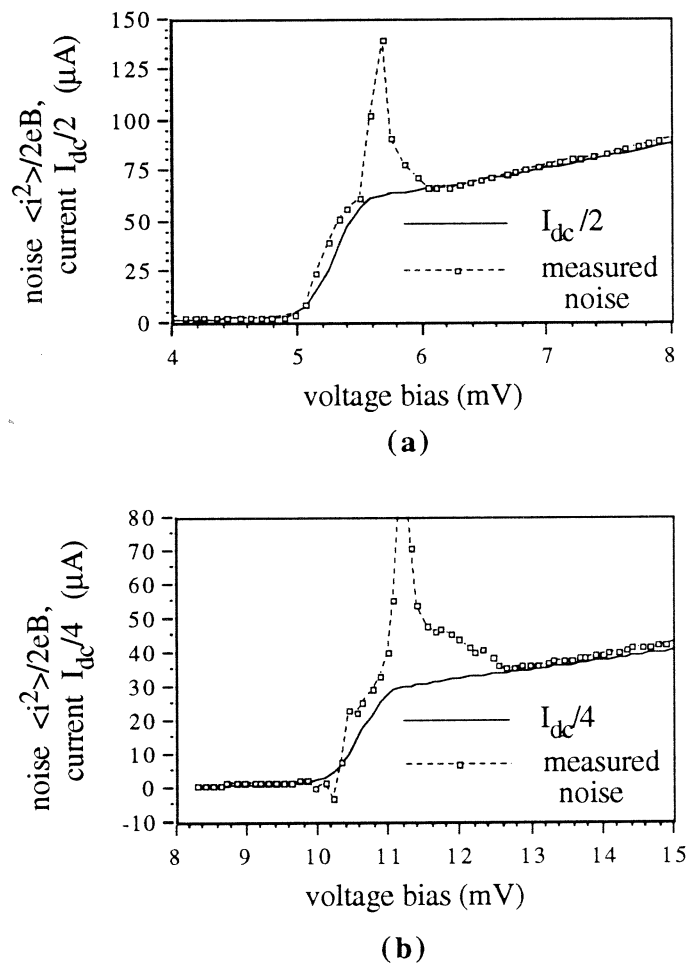 150
125
100
75
50
25
0
noise <i²>/2eB,
current I_dc/2 (μA)
I_dc/2
measured
noise
4 5 6 7 8
voltage bias (mV)
(a)
80
70
60
50
40
30
20
10
0
-10
noise <i²>/2eB,
current I_dc/4 (μA)
I_dc/4
measured
noise
8 9 10 11 12 13 14 15
voltage bias (mV)
(b)